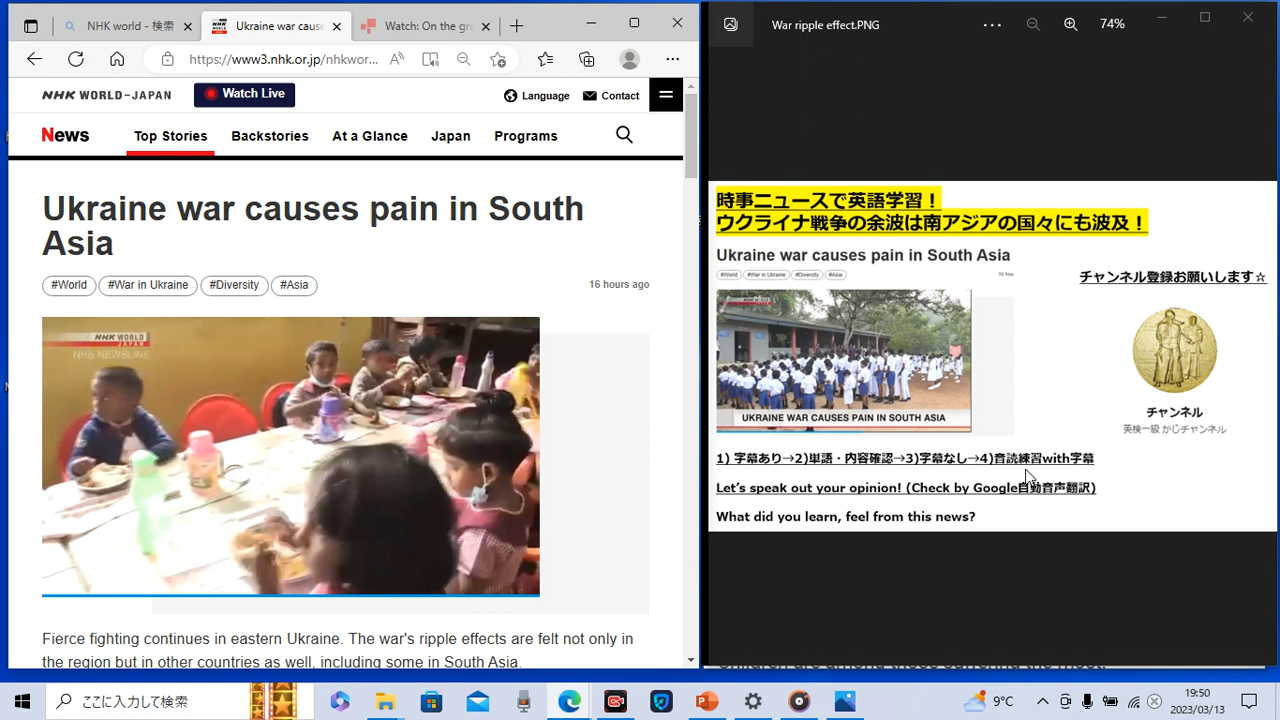 NHK world - 検索
Ukraine war cause
Watch: On the gr
https://www3.nhk.or.jp/nhkwor...
NHK WORLD-JAPAN
Watch Live
Language
Contact
News
Top Stories
Backstories
At a Glance
Japan
Programs
Ukraine war causes pain in South
Asia
#World
#War in Ukraine
#Diversity
#Asia
16 hours ago
NHK WORLD
JAPAN
NHK NEWSLINE
Fierce fighting continues in eastern Ukraine. The war's ripple effects are felt not only in
the region but in other countries as well, including some in South Asia.
War ripple effect.PNG
74%
時事ニュースで英語学習！
ウクライナ戦争の余波は南アジアの国々にも波及！
Ukraine war causes pain in South Asia
#World
#War in Ukraine
#Diversity
#Asia
16 hou
チャンネル登録お願いします☆
UKRAINE WAR CAUSES PAIN IN SOUTH ASIA
チャンネル
英検一級 かじチャンネル
1) 字幕あり→2)単語・内容確認→3)字幕なし→4)音読練習with字幕
Let's speak out your opinion! (Check by Google自動音声翻訳)
What did you learn, feel from this news?
ここに入力して検索
9°C
19:50
2023/03/13